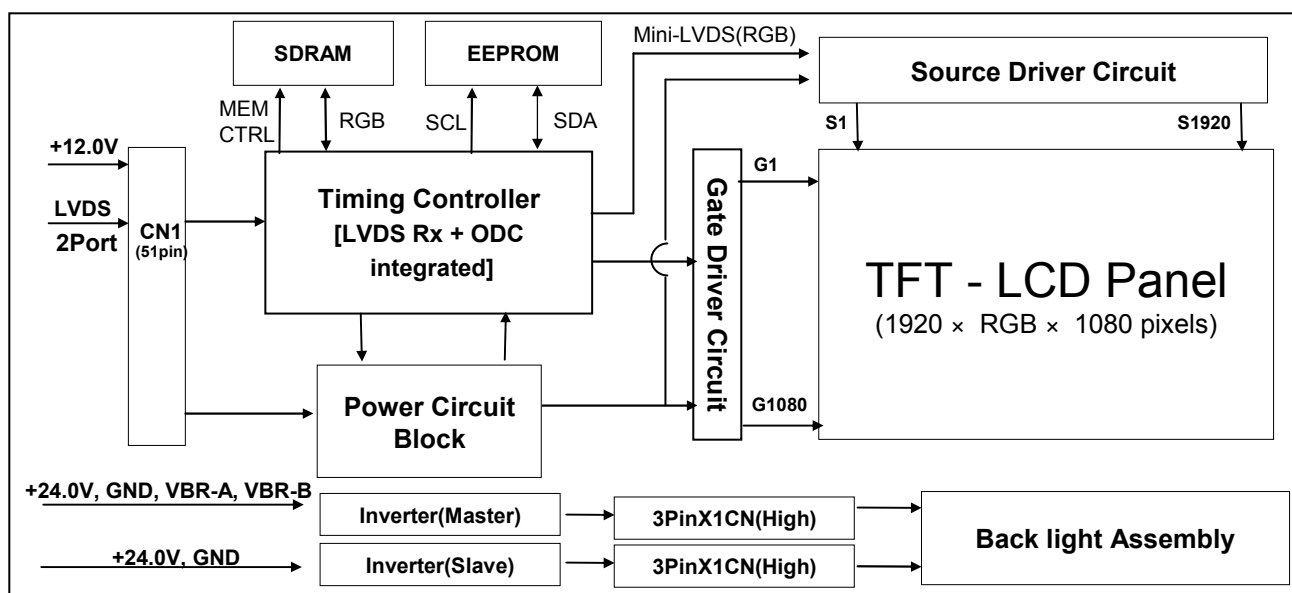 SDRAM
EEPROM
Mini-LVDS(RGB)
Source Driver Circuit
MEM
CTRL
RGB
SCL
SDA
S1
S1920
+12.0V
LVDS
2Port
CN1
(51pin)
Timing Controller
[LVDS Rx + ODC
integrated]
Gate Driver Circuit
G1
G1080
TFT - LCD Panel
(1920 × RGB × 1080 pixels)
Power Circuit
Block
+24.0V, GND, VBR-A, VBR-B
Inverter(Master)
3PinX1CN(High)
Back light Assembly
+24.0V, GND
Inverter(Slave)
3PinX1CN(High)